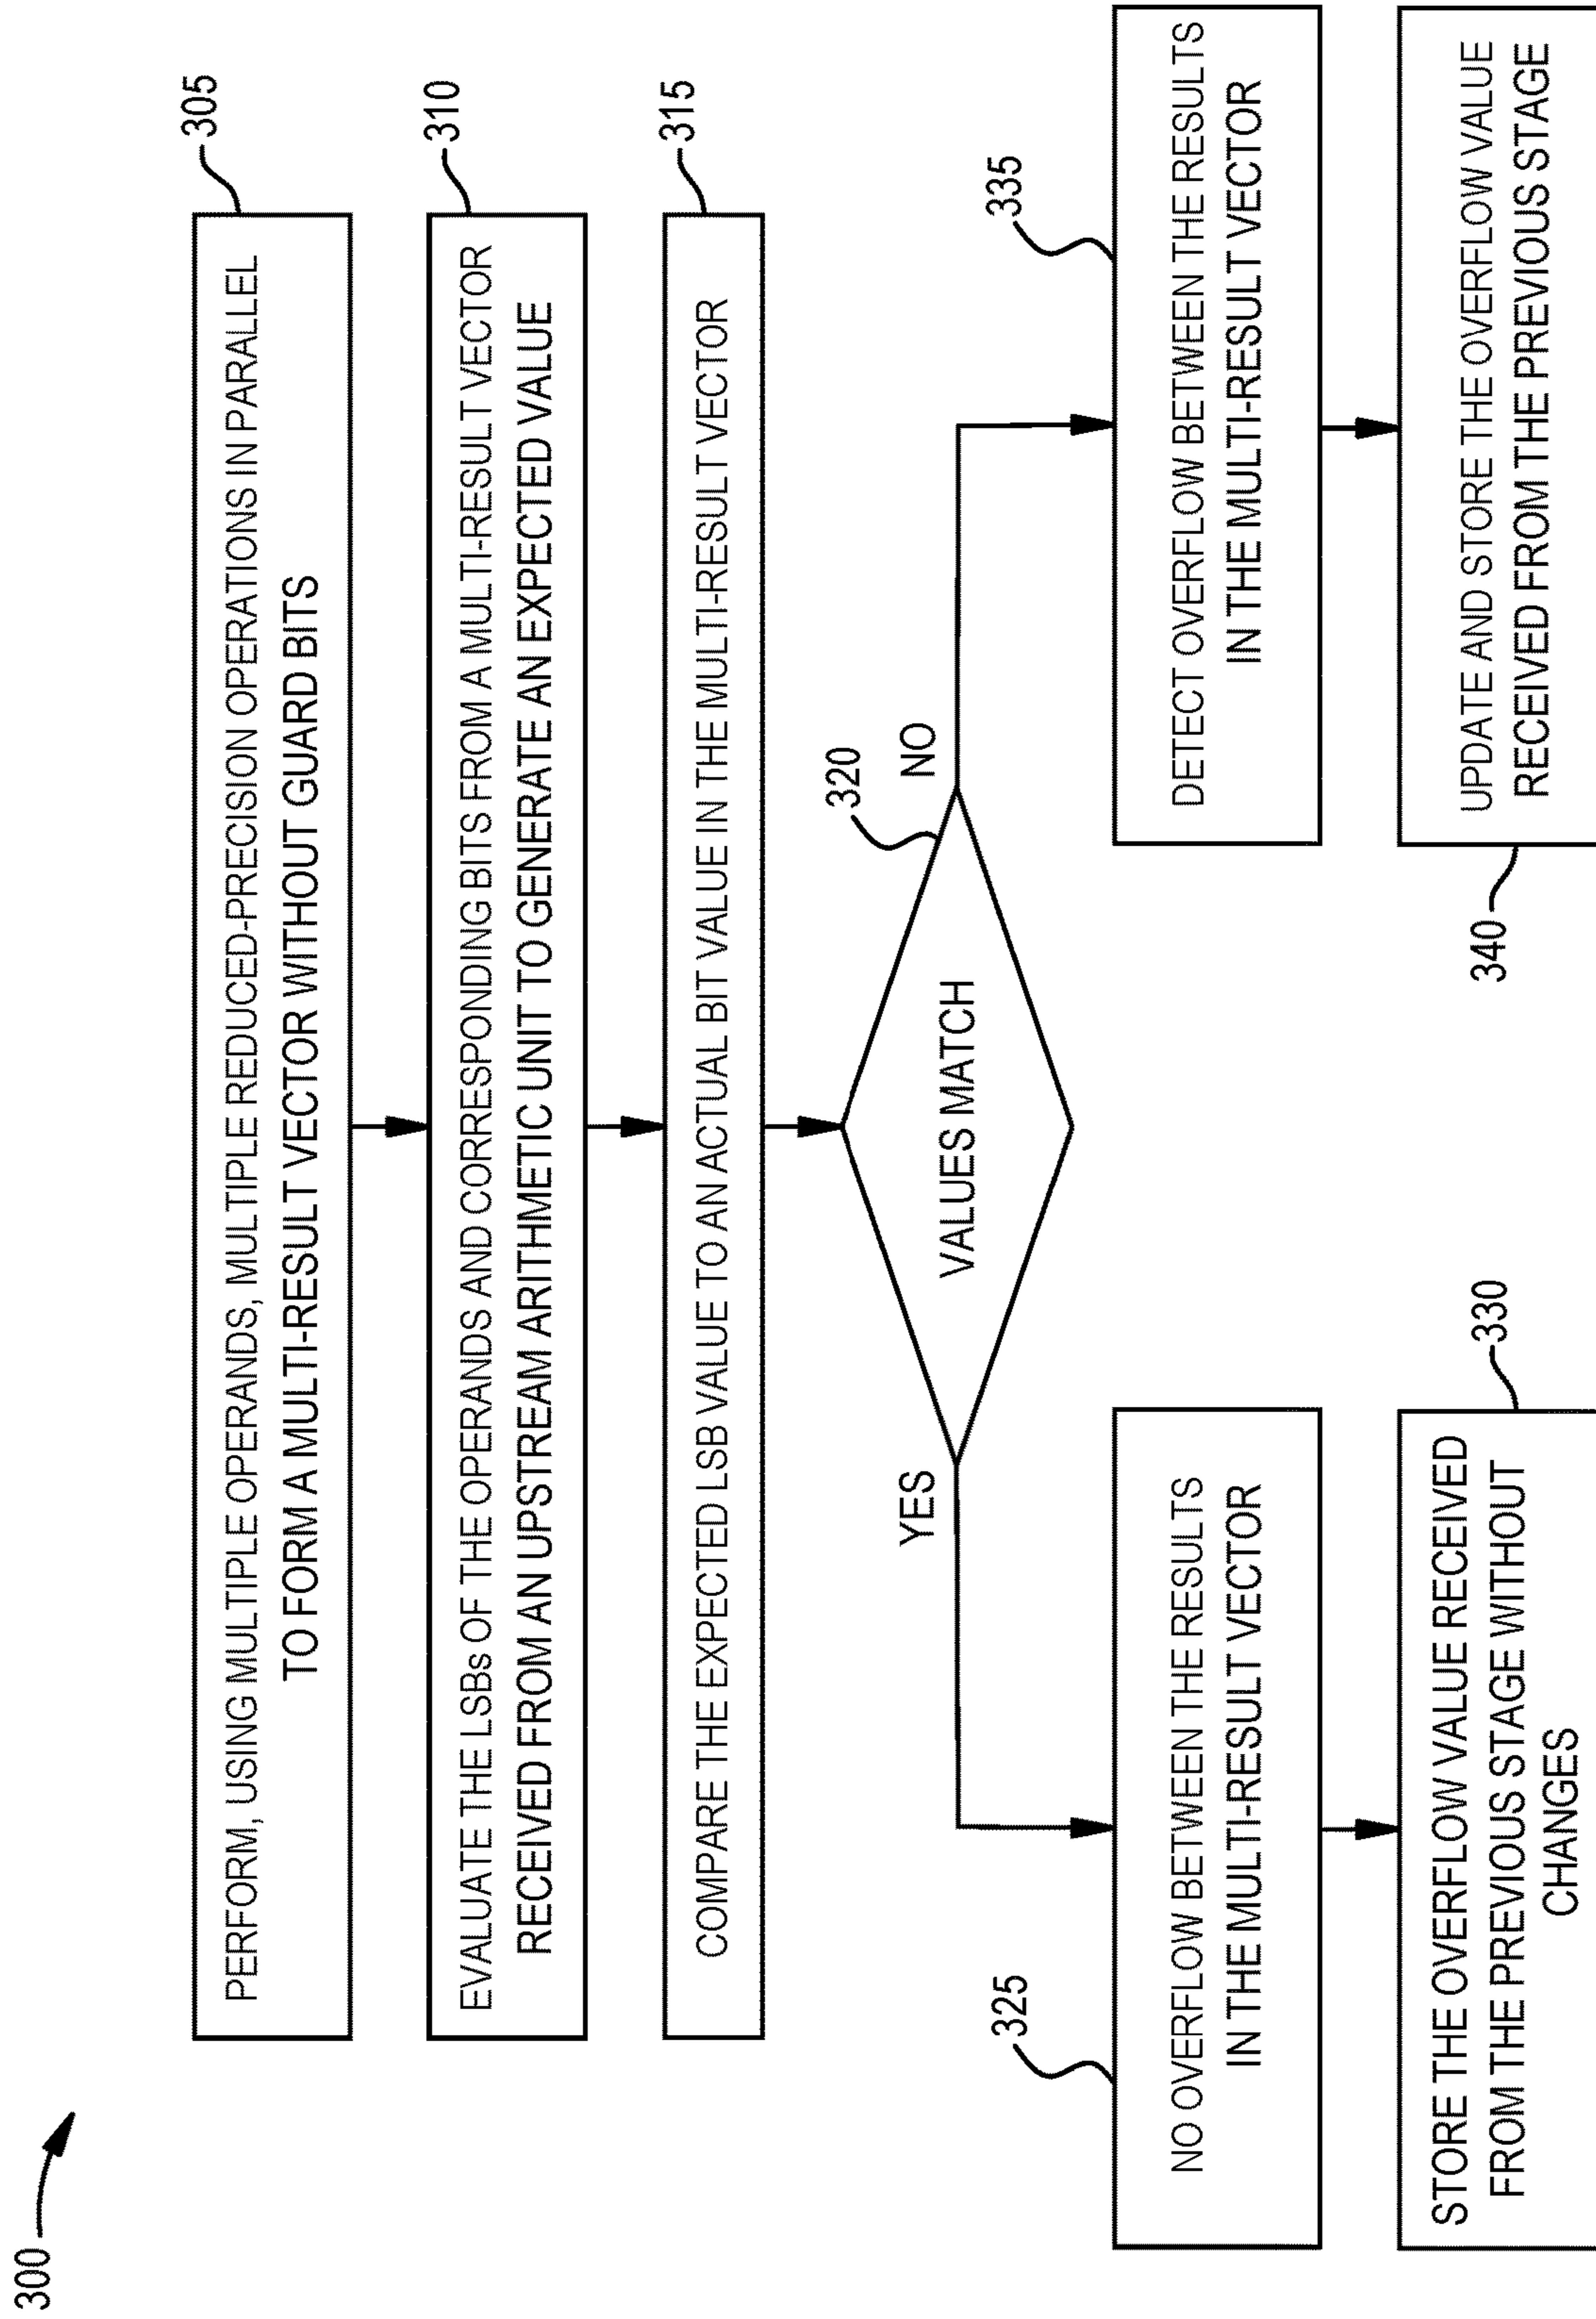 300
305
PERFORM, USING MULTIPLE OPERANDS, MULTIPLE REDUCED-PRECISION OPERATIONS IN PARALLEL
TO FORM A MULTI-RESULT VECTOR WITHOUT GUARD BITS
310
EVALUATE THE LSBs OF THE OPERANDS AND CORRESPONDING BITS FROM A MULTI-RESULT VECTOR
RECEIVED FROM AN UPSTREAM ARITHMETIC UNIT TO GENERATE AN EXPECTED VALUE
315
COMPARE THE EXPECTED LSB VALUE TO AN ACTUAL BIT VALUE IN THE MULTI-RESULT VECTOR
320
VALUES MATCH
YES
NO
325
NO OVERFLOW BETWEEN THE RESULTS
IN THE MULTI-RESULT VECTOR
335
DETECT OVERFLOW BETWEEN THE RESULTS
IN THE MULTI-RESULT VECTOR
330
STORE THE OVERFLOW VALUE RECEIVED
FROM THE PREVIOUS STAGE WITHOUT
CHANGES
340
UPDATE AND STORE THE OVERFLOW VALUE
RECEIVED FROM THE PREVIOUS STAGE